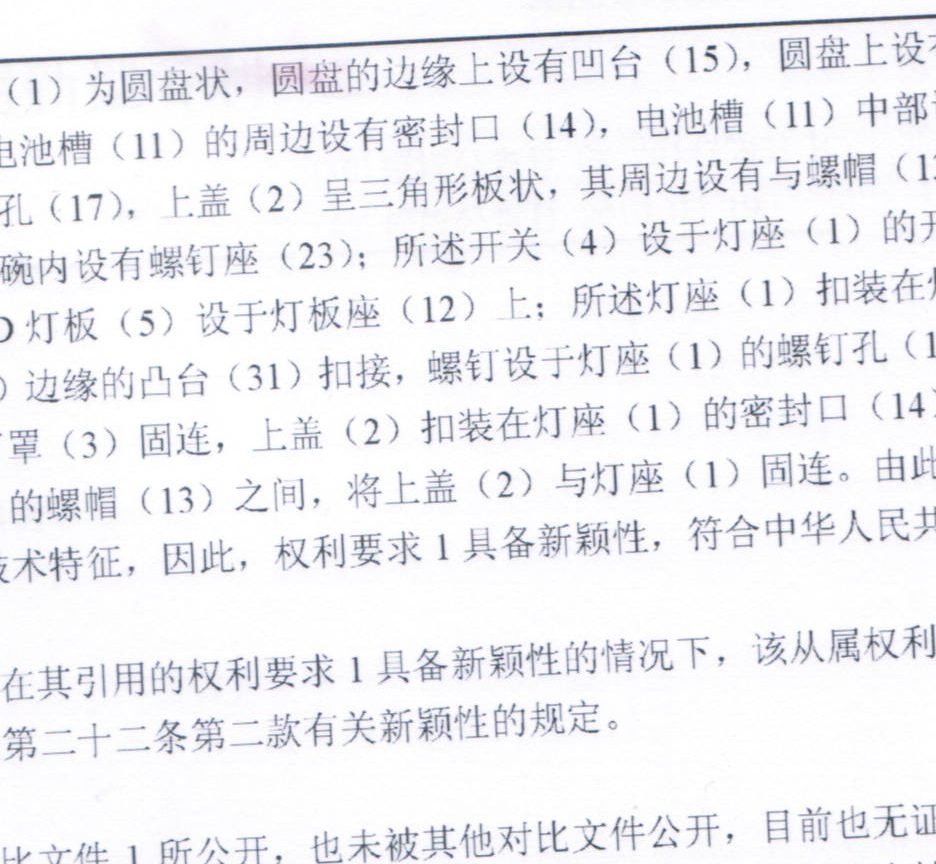 （1）为圆盘状，圆盘的边缘上设有凹台（15），圆盘上设
电池槽（11）的周边设有密封口（14），电池槽（11）中部
孔（17），上盖（2）呈三角形板状，其周边设有与螺帽（1
碗内设有螺钉座（23）；所述开关（4）设于灯座（1）的开
D 灯板（5）设于灯板座（12）上；所述灯座（1）扣装在
）边缘的凸台（31）扣接，螺钉设于灯座（1）的螺钉孔（1
罩（3）固连，上盖（2）扣装在灯座（1）的密封口（14）
的螺帽（13）之间，将上盖（2）与灯座（1）固连。由此
技术特征，因此，权利要求 1 具备新颖性，符合中华人民共
在其引用的权利要求 1 具备新颖性的情况下，该从属权利
第二十二条第二款有关新颖性的规定。
比文件 1 所公开，也未被其他对比文件公开，目前也无证